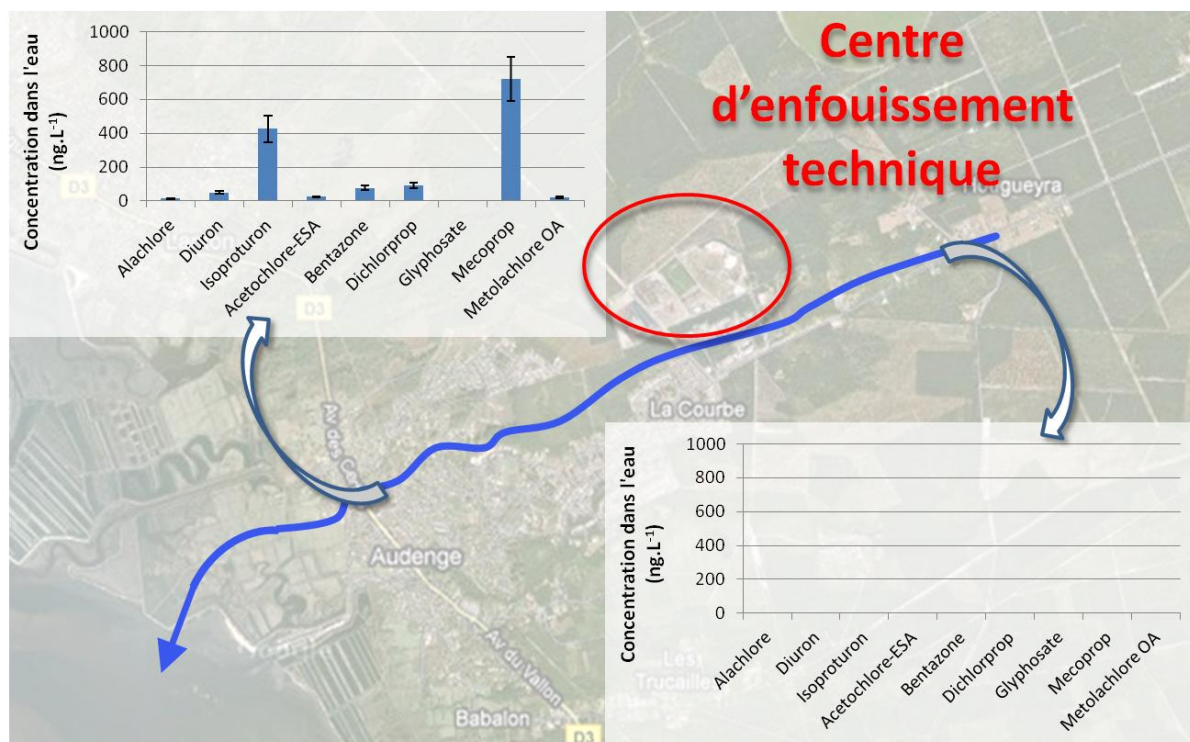 Concentration dans l'eau
(ng.L⁻¹)
1000
800
600
400
200
0
Alachlore
Diuron
Isoproturon
Acetochlore-ESA
Bentazone
Dichlorprop
Glyphosate
Mecoprop
Metolachlore OA
Centre
d'enfouissement
technique
D3
D3
La Courbe
Av des
Audenge
Av du Vallon
Les
Trucailles
Babalon
D3
Concentration dans l'eau
(ng.L⁻¹)
1000
800
600
400
200
0
Alachlore
Diuron
Isoproturon
Acetochlore-ESA
Bentazone
Dichlorprop
Glyphosate
Mecoprop
Metolachlore OA